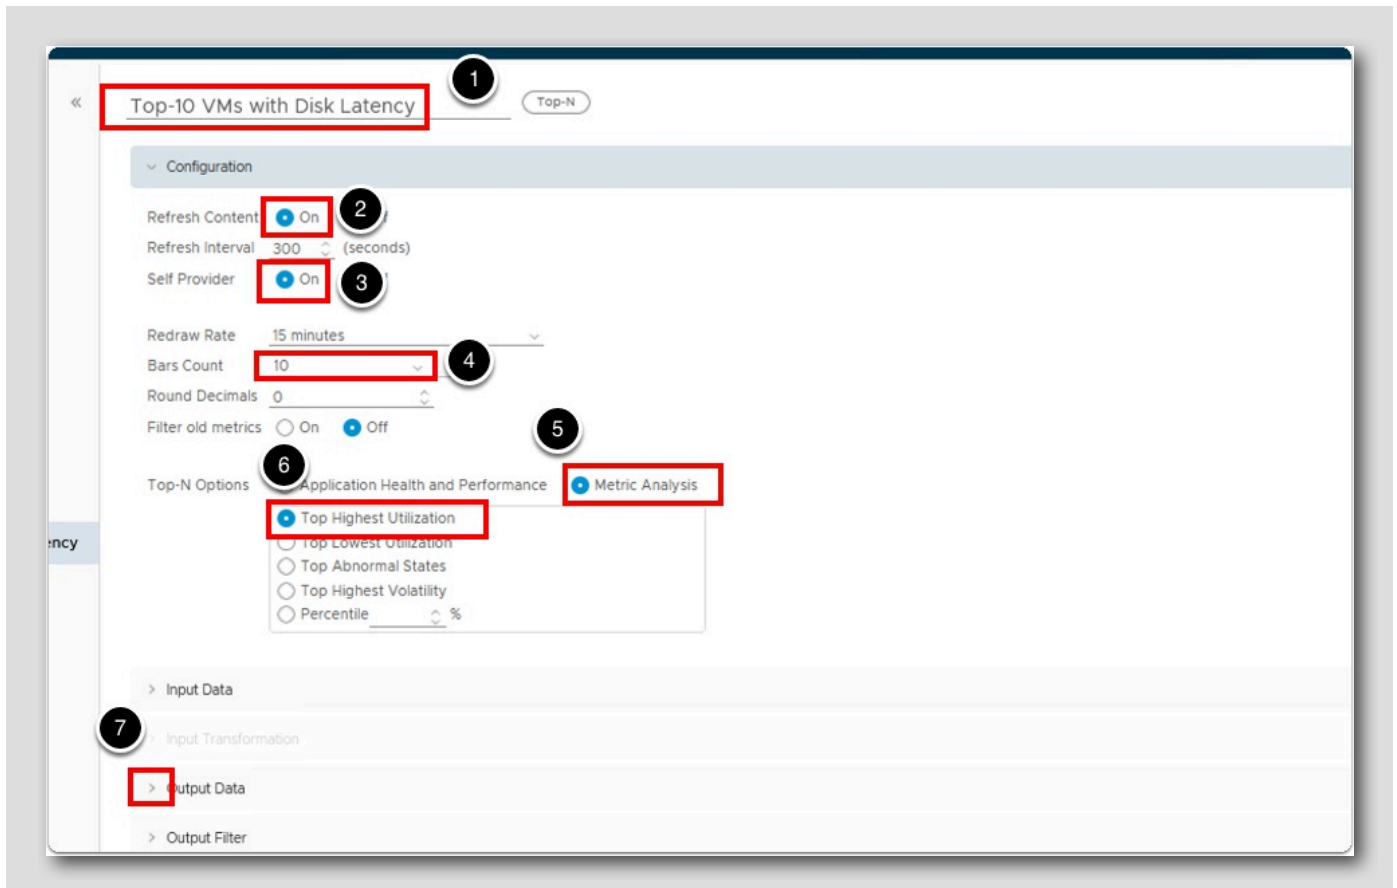 1
Top-10 VMs with Disk Latency
Top-N
Configuration
2
Refresh Content On
Refresh Interval 300 (seconds)
Self Provider On
3
Redraw Rate 15 minutes
Bars Count 10
4
Round Decimals 0
Filter old metrics On Off
5
6
Top-N Options Application Health and Performance Metric Analysis
Top Highest Utilization
Top Lowest Utilization
ency
Top Abnormal States
Top Highest Volatility
Percentile %
Input Data
7
Input Transformation
Output Data
Output Filter